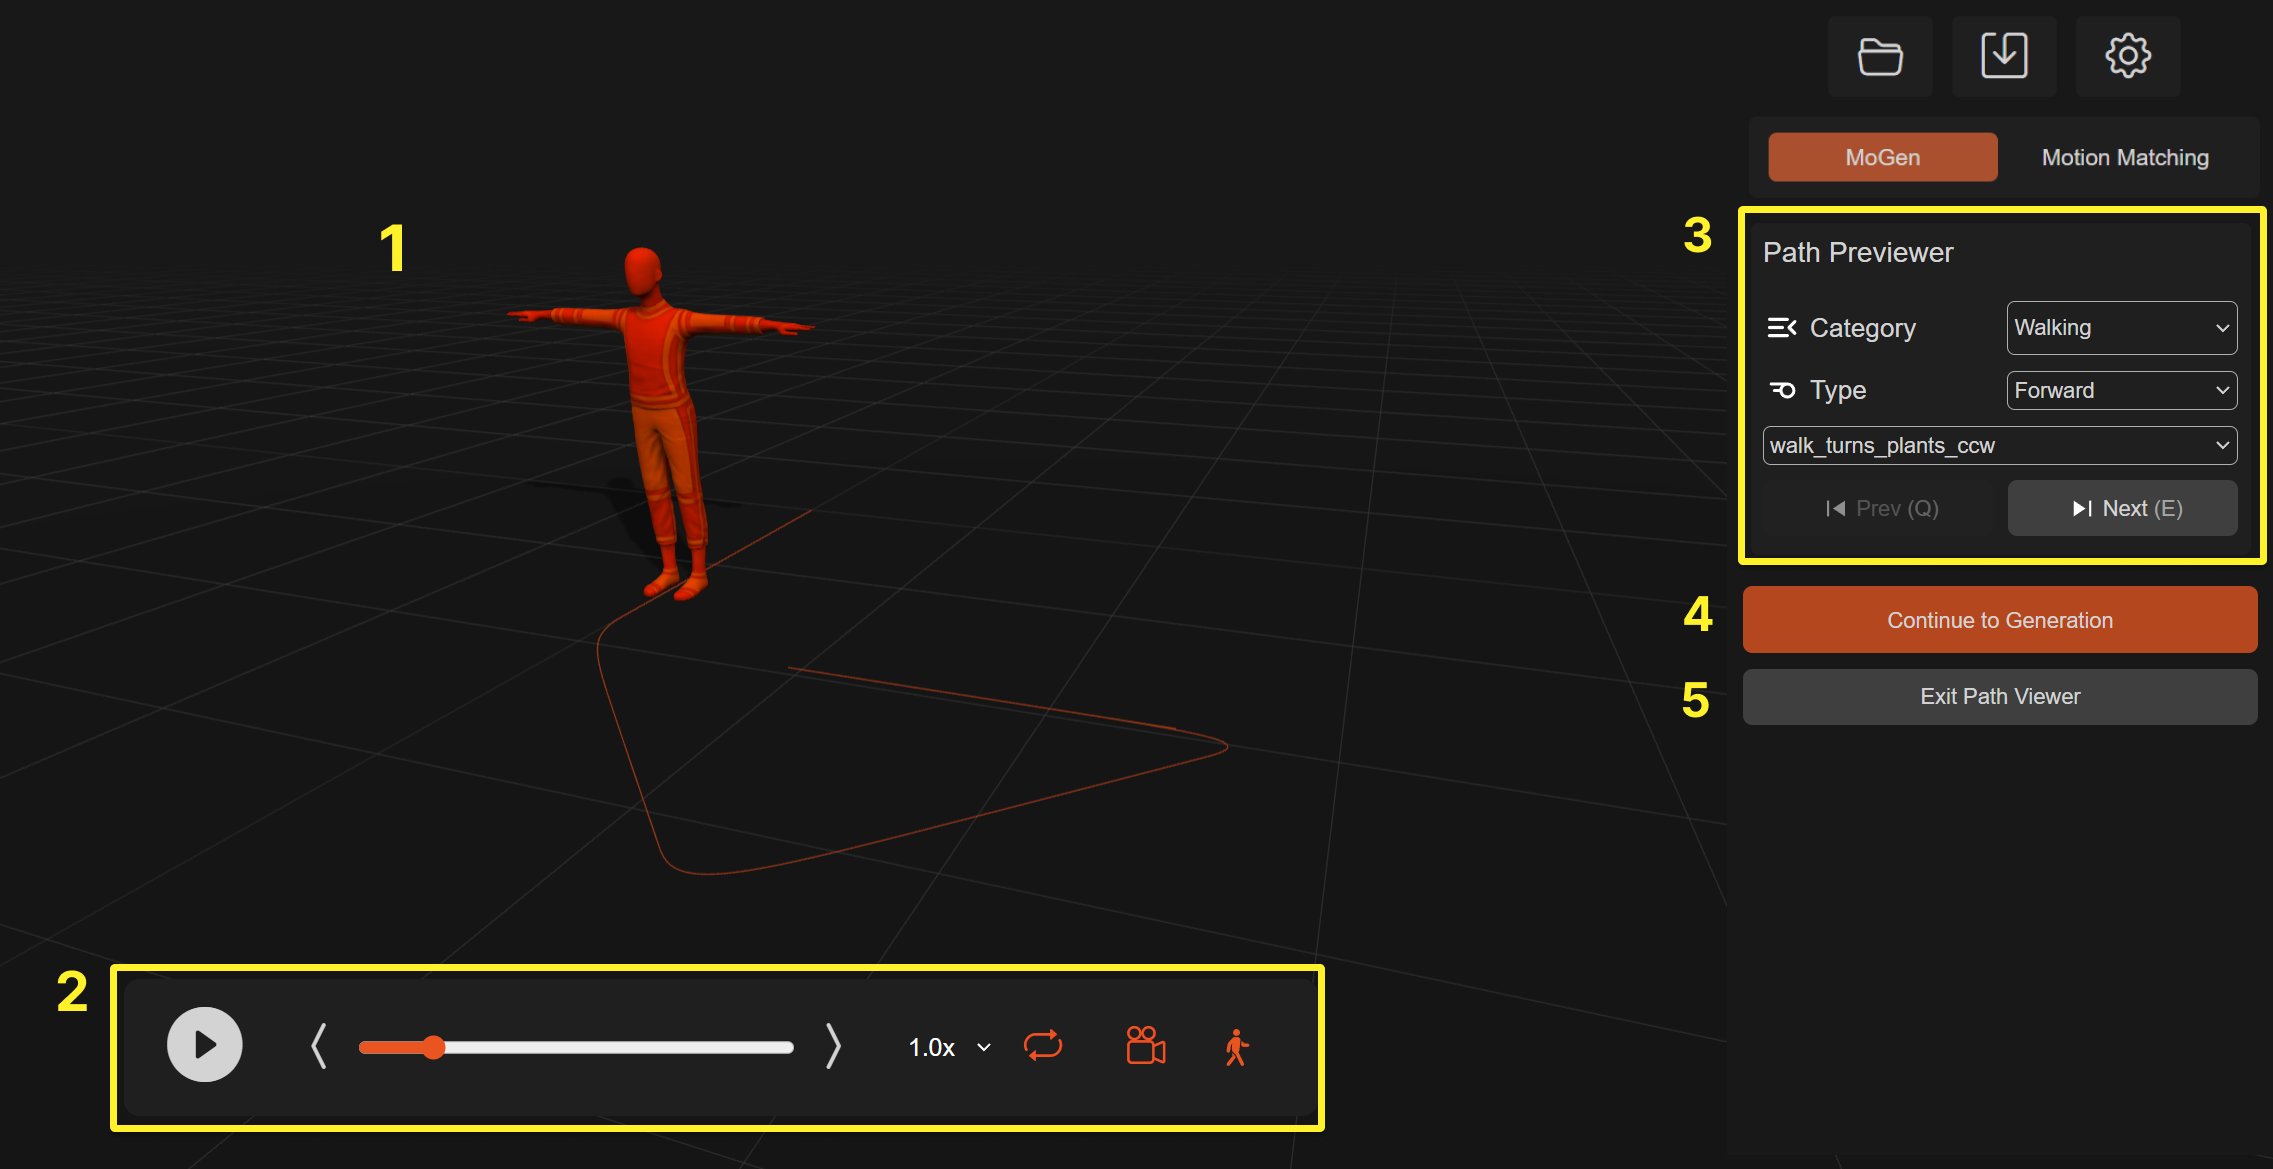 MoGen
Motion Matching
1
3
Path Previewer
Category
Walking
Type
Forward
walk_turns_plants_ccw
Prev (Q)
Next (E)
4
Continue to Generation
5
Exit Path Viewer
2
1.0x